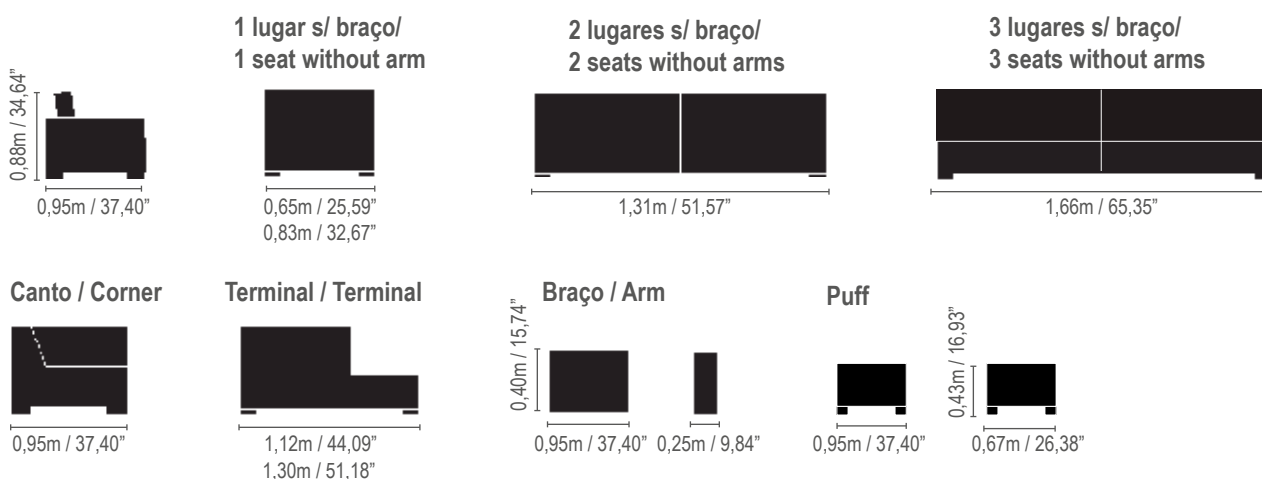 0,88m / 34,64”
0,95m / 37,40”
1 lugar s/ braço/
1 seat without arm
0,65m / 25,59”
0,83m / 32,67”
2 lugares s/ braço/
2 seats without arms
1,31m / 51,57”
3 lugares s/ braço/
3 seats without arms
1,66m / 65,35”
Canto / Corner
0,95m / 37,40”
Terminal / Terminal
1,12m / 44,09”
1,30m / 51,18”
Braço / Arm
0,40m / 15,74”
0,95m / 37,40”
0,25m / 9,84”
Puff
0,95m / 37,40”
0,43m / 16,93”
0,67m / 26,38”